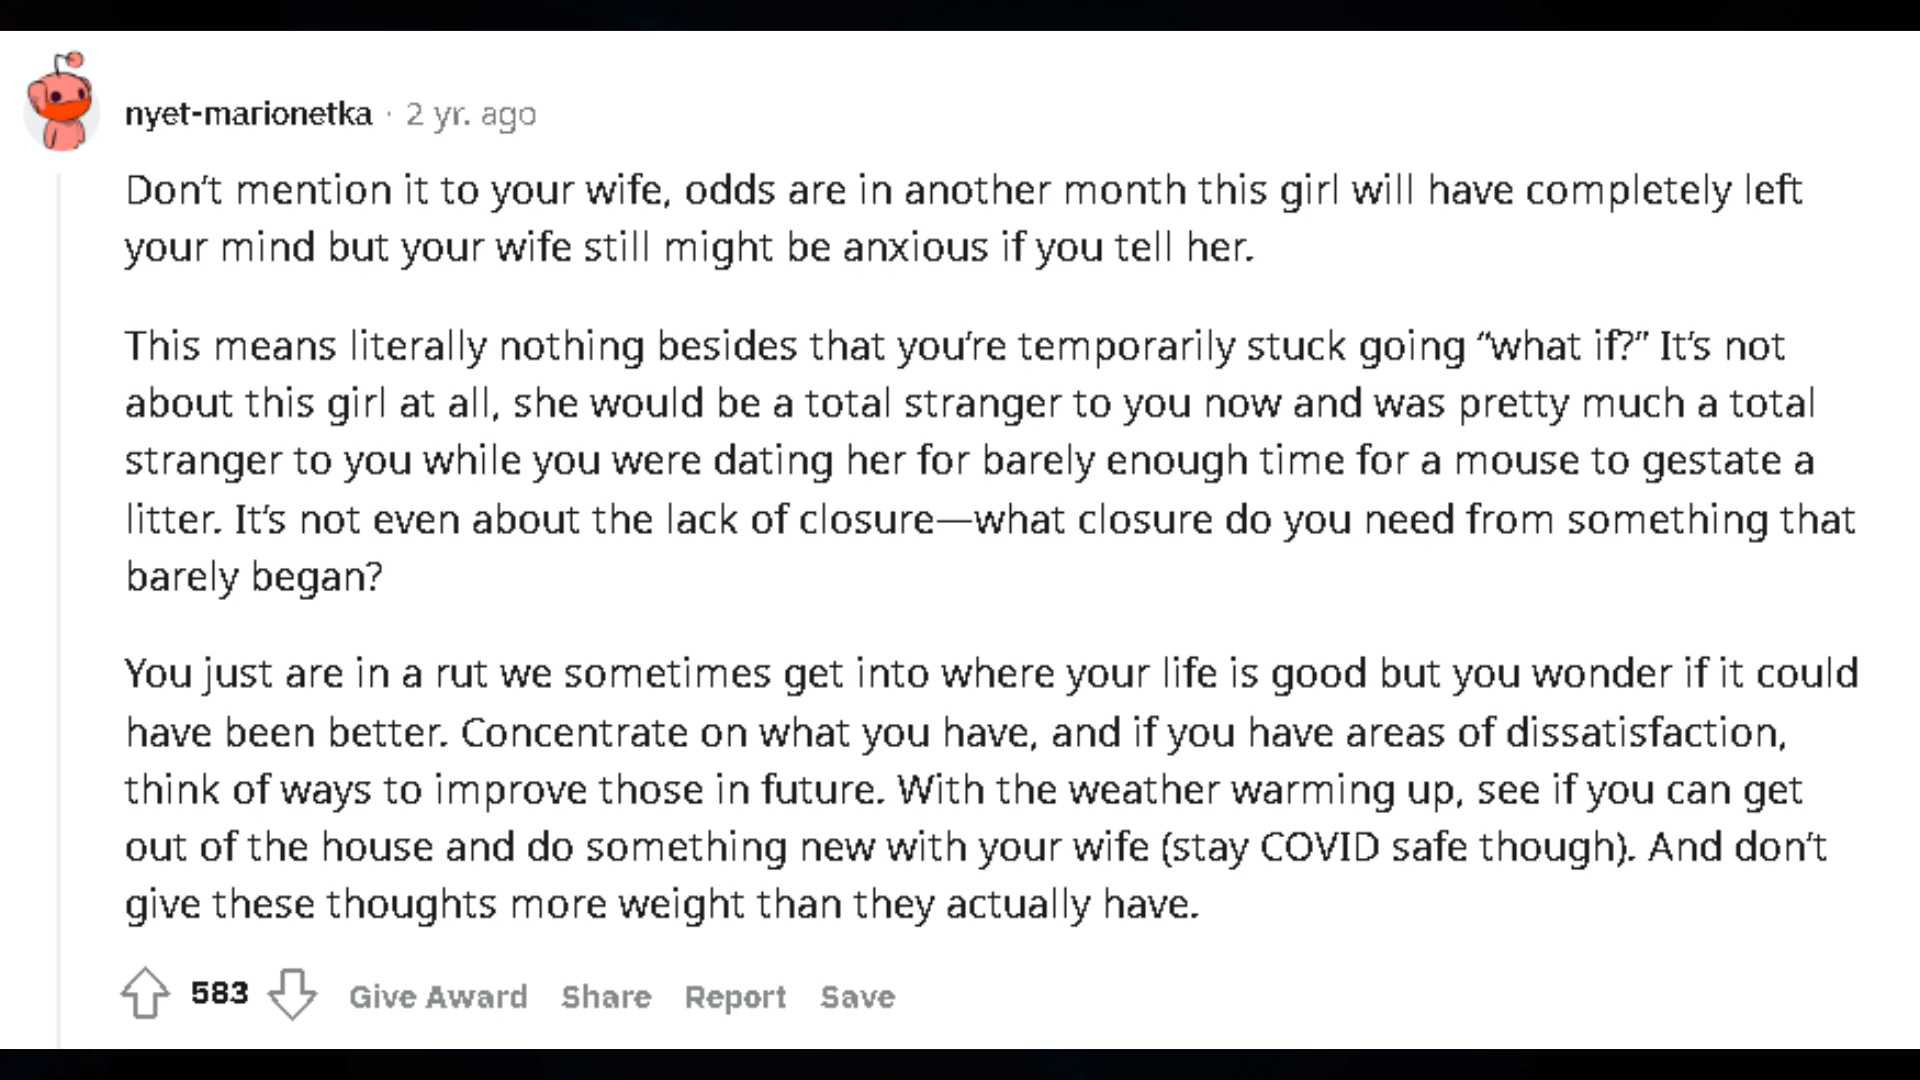 nyet-marionetka · 2 yr. ago
Don’t mention it to your wife, odds are in another month this girl will have completely left
your mind but your wife still might be anxious if you tell her.
This means literally nothing besides that you’re temporarily stuck going “what if?” It’s not
about this girl at all, she would be a total stranger to you now and was pretty much a total
stranger to you while you were dating her for barely enough time for a mouse to gestate a
litter. It’s not even about the lack of closure—what closure do you need from something that
barely began?
You just are in a rut we sometimes get into where your life is good but you wonder if it could
have been better. Concentrate on what you have, and if you have areas of dissatisfaction,
think of ways to improve those in future. With the weather warming up, see if you can get
out of the house and do something new with your wife (stay COVID safe though). And don’t
give these thoughts more weight than they actually have.
583 Give Award Share Report Save